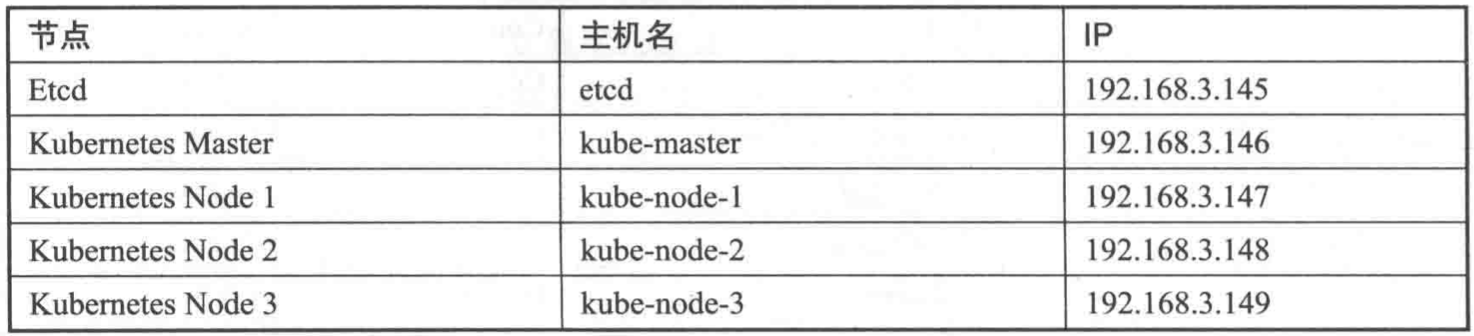 节点 主机名 IP
Etcd etcd 192.168.3.145
Kubernetes Master kube-master 192.168.3.146
Kubernetes Node 1 kube-node-1 192.168.3.147
Kubernetes Node 2 kube-node-2 192.168.3.148
Kubernetes Node 3 kube-node-3 192.168.3.149